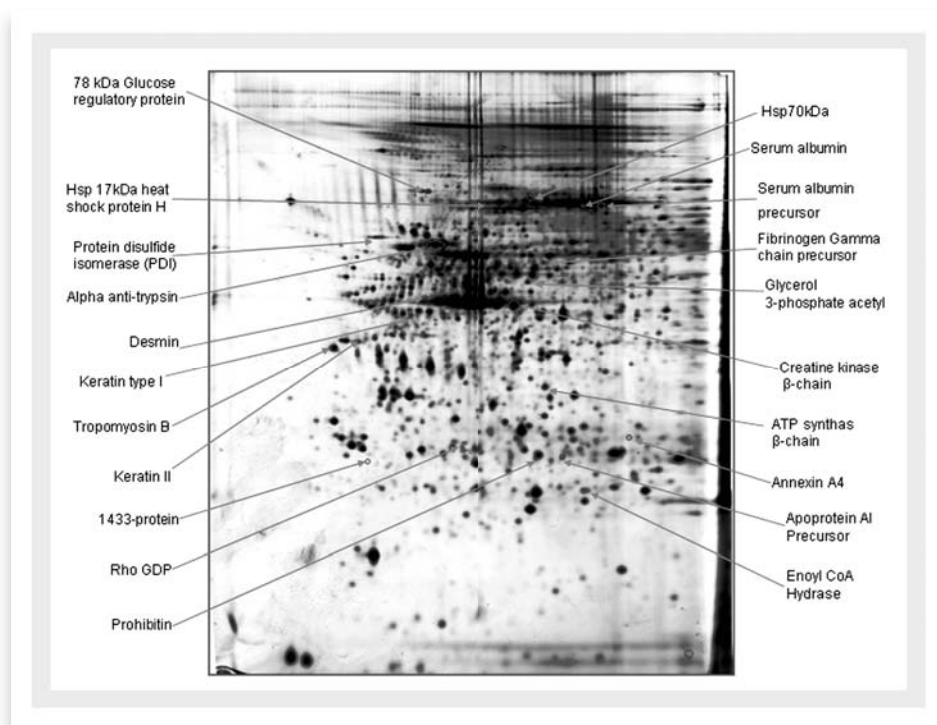 78 kDa Glucose
regulatory protein
Hsp 17kDa heat
shock protein H
Protein disulfide
isomerase (PDI)
Alpha anti-trypsin
Desmin
Keratin type I
Tropomyosin B
Keratin II
1433-protein
Rho GDP
Prohibitin
Hsp70kDa
Serum albumin
Serum albumin
precursor
Fibrinogen Gamma
chain precursor
Glycerol
3-phosphate acetyl
Creatine kinase
β-chain
ATP synthas
β-chain
Annexin A4
Apoprotein AI
Precursor
Enoyl CoA
Hydrase